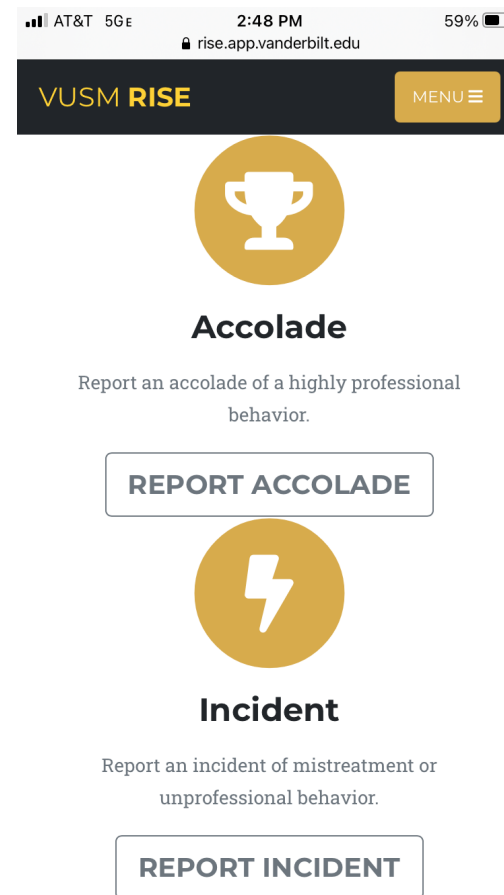 AT&T 5GE 2:48 PM 59%
rise.app.vanderbilt.edu
VUSM RISE MENU
Accolade
Report an accolade of a highly professional
behavior.
REPORT ACCOLADE
Incident
Report an incident of mistreatment or
unprofessional behavior.
REPORT INCIDENT